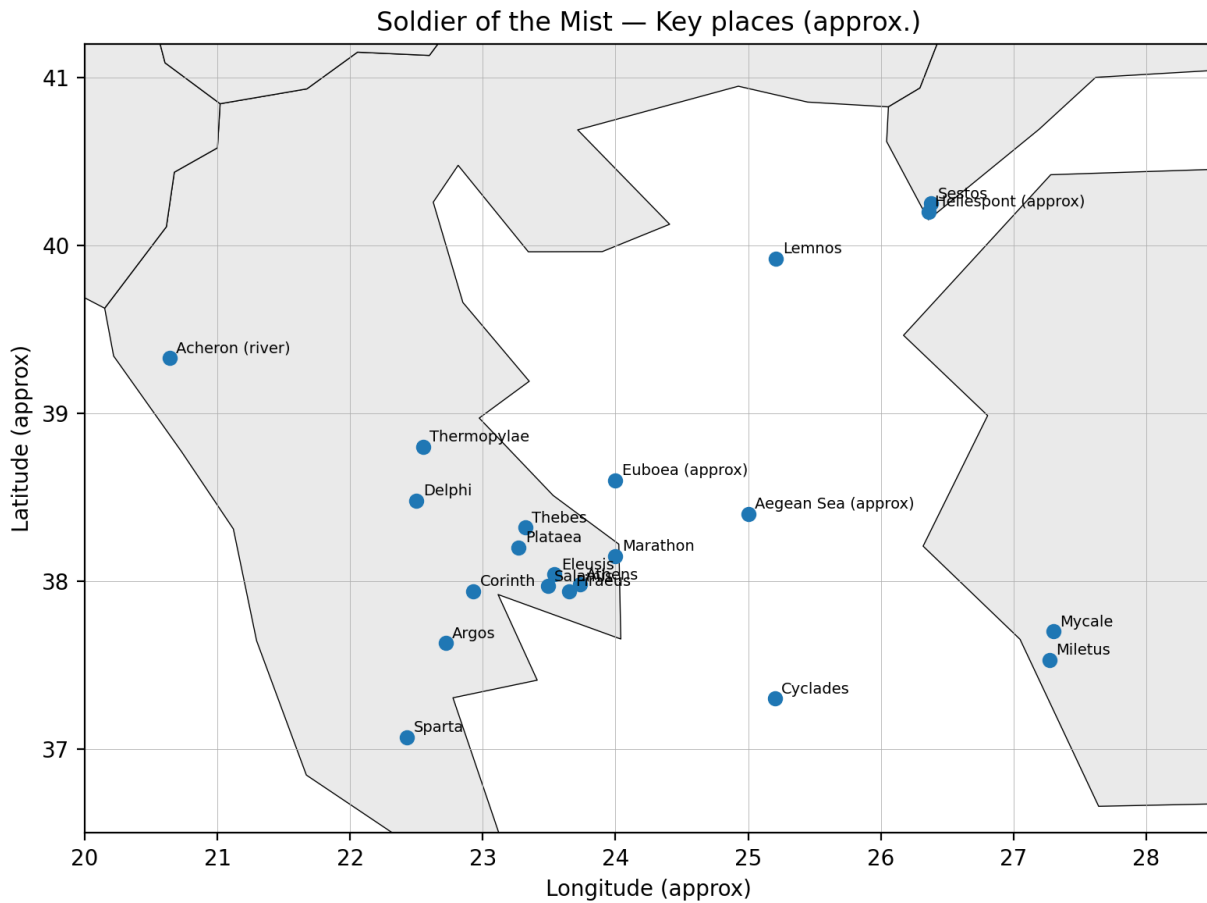 Soldier of the Mist — Key places (approx.)
Latitude (approx)
41
40
39
38
37
Sestos
Hellespont (approx)
Lemnos
Acheron (river)
Thermopylae
Euboea (approx)
Delphi
Aegean Sea (approx)
Thebes
Plataea
Marathon
Eleusis
Salamis
Athens
Piraeus
Corinth
Argos
Mycale
Miletus
Cyclades
Sparta
20 21 22 23 24 25 26 27 28
Longitude (approx)